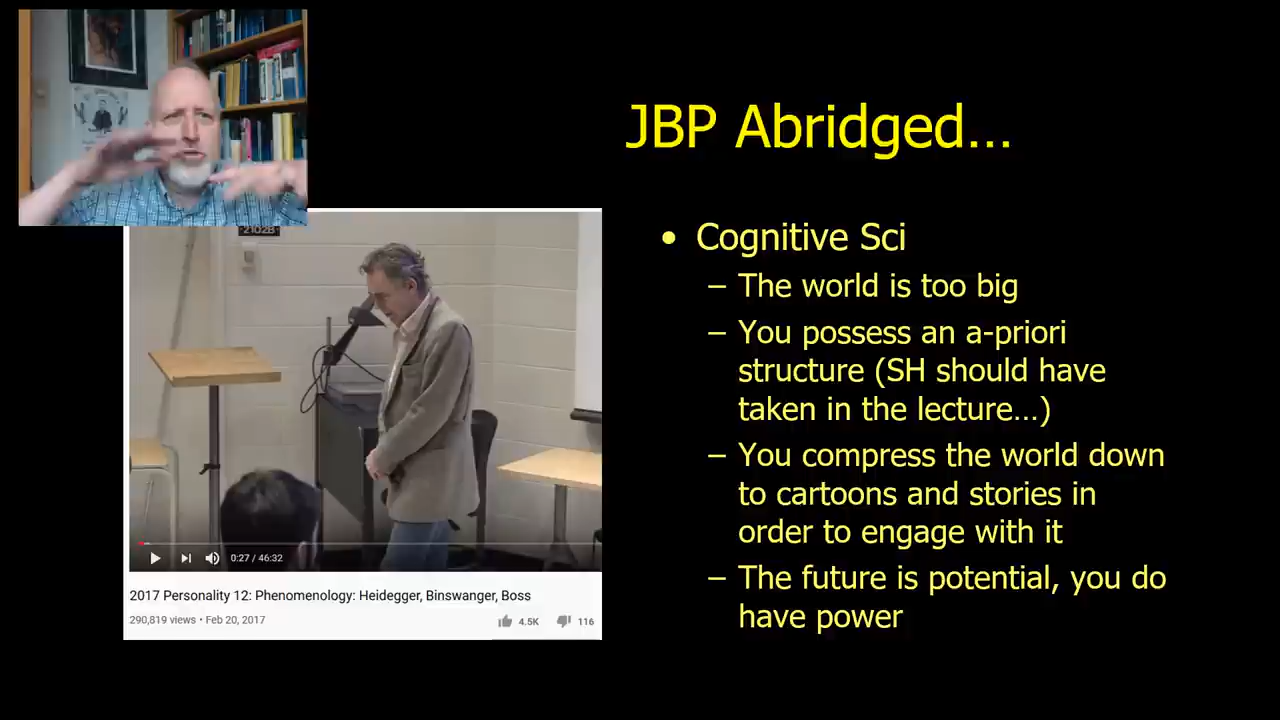 JBP Abridged...
2102B
• Cognitive Sci
– The world is too big
– You possess an a-priori
structure (SH should have
taken in the lecture...)
– You compress the world down
to cartoons and stories in
order to engage with it
– The future is potential, you do
have power
0:27 / 46:32
2017 Personality 12: Phenomenology: Heidegger, Binswanger, Boss
290,819 views • Feb 20, 2017
4.5K
116